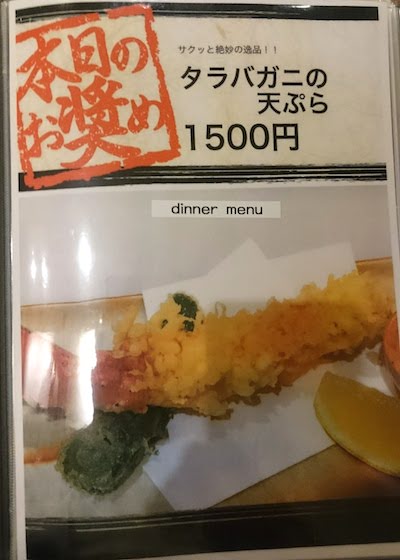 本日の
お奨め
サクッと絶妙の逸品！！
タラバガニの
天ぷら
1500円
dinner menu